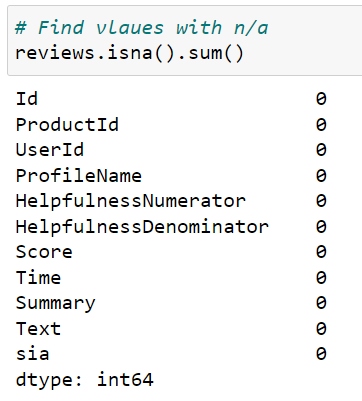 # Find vlaues with n/a
reviews.isna().sum()
Id 0
ProductId 0
UserId 0
ProfileName 0
HelpfulnessNumerator 0
HelpfulnessDenominator 0
Score 0
Time 0
Summary 0
Text 0
sia 0
dtype: int64